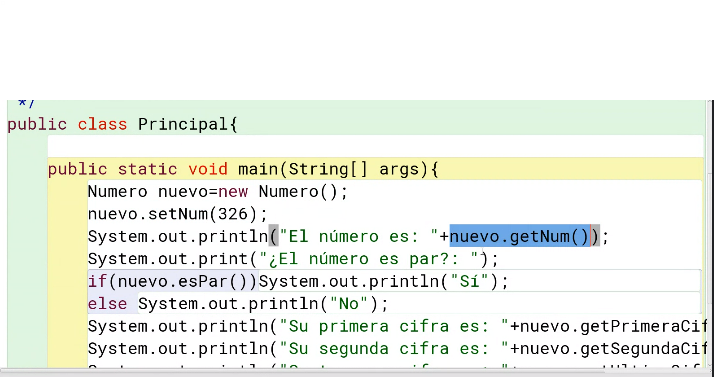 */
public class Principal{
public static void main(String[] args){
Numero nuevo=new Numero();
nuevo.setNum(326);
System.out.println("El número es: "+nuevo.getNum());
System.out.print("¿El número es par?: ");
if(nuevo.esPar())System.out.println("Sí");
else System.out.println("No");
System.out.println("Su primera cifra es: "+nuevo.getPrimeraCif
System.out.println("Su segunda cifra es: "+nuevo.getSegundaCif